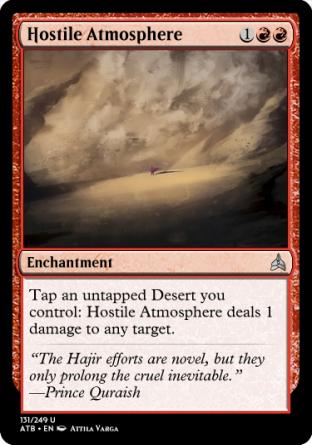 Hostile Atmosphere 1
Enchantment
Tap an untapped Desert you
control: Hostile Atmosphere deals 1
damage to any target.
“The Hajir efforts are novel, but they
only prolong the cruel inevitable.”
—Prince Quraish
131/249 U
ATB • EN Attila Varga